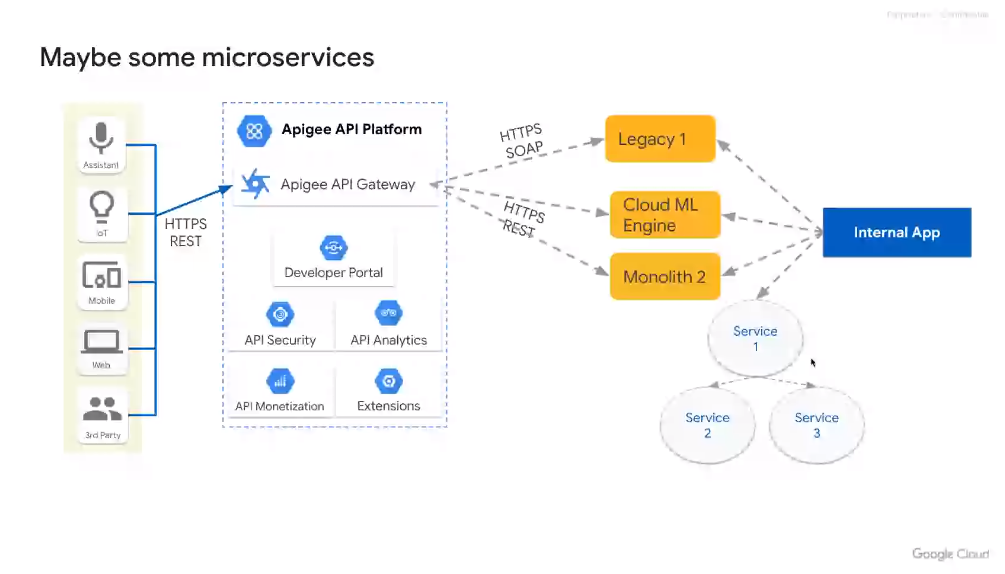 Maybe some microservices
Assistant
IoT
Mobile
Web
3rd Party
HTTPS
REST
Apigee API Platform
Apigee API Gateway
Developer Portal
API Security
API Analytics
API Monetization
Extensions
HTTPS
SOAP
HTTPS
REST
Legacy 1
Cloud ML
Engine
Monolith 2
Internal App
Service
1
Service
2
Service
3
Google Cloud